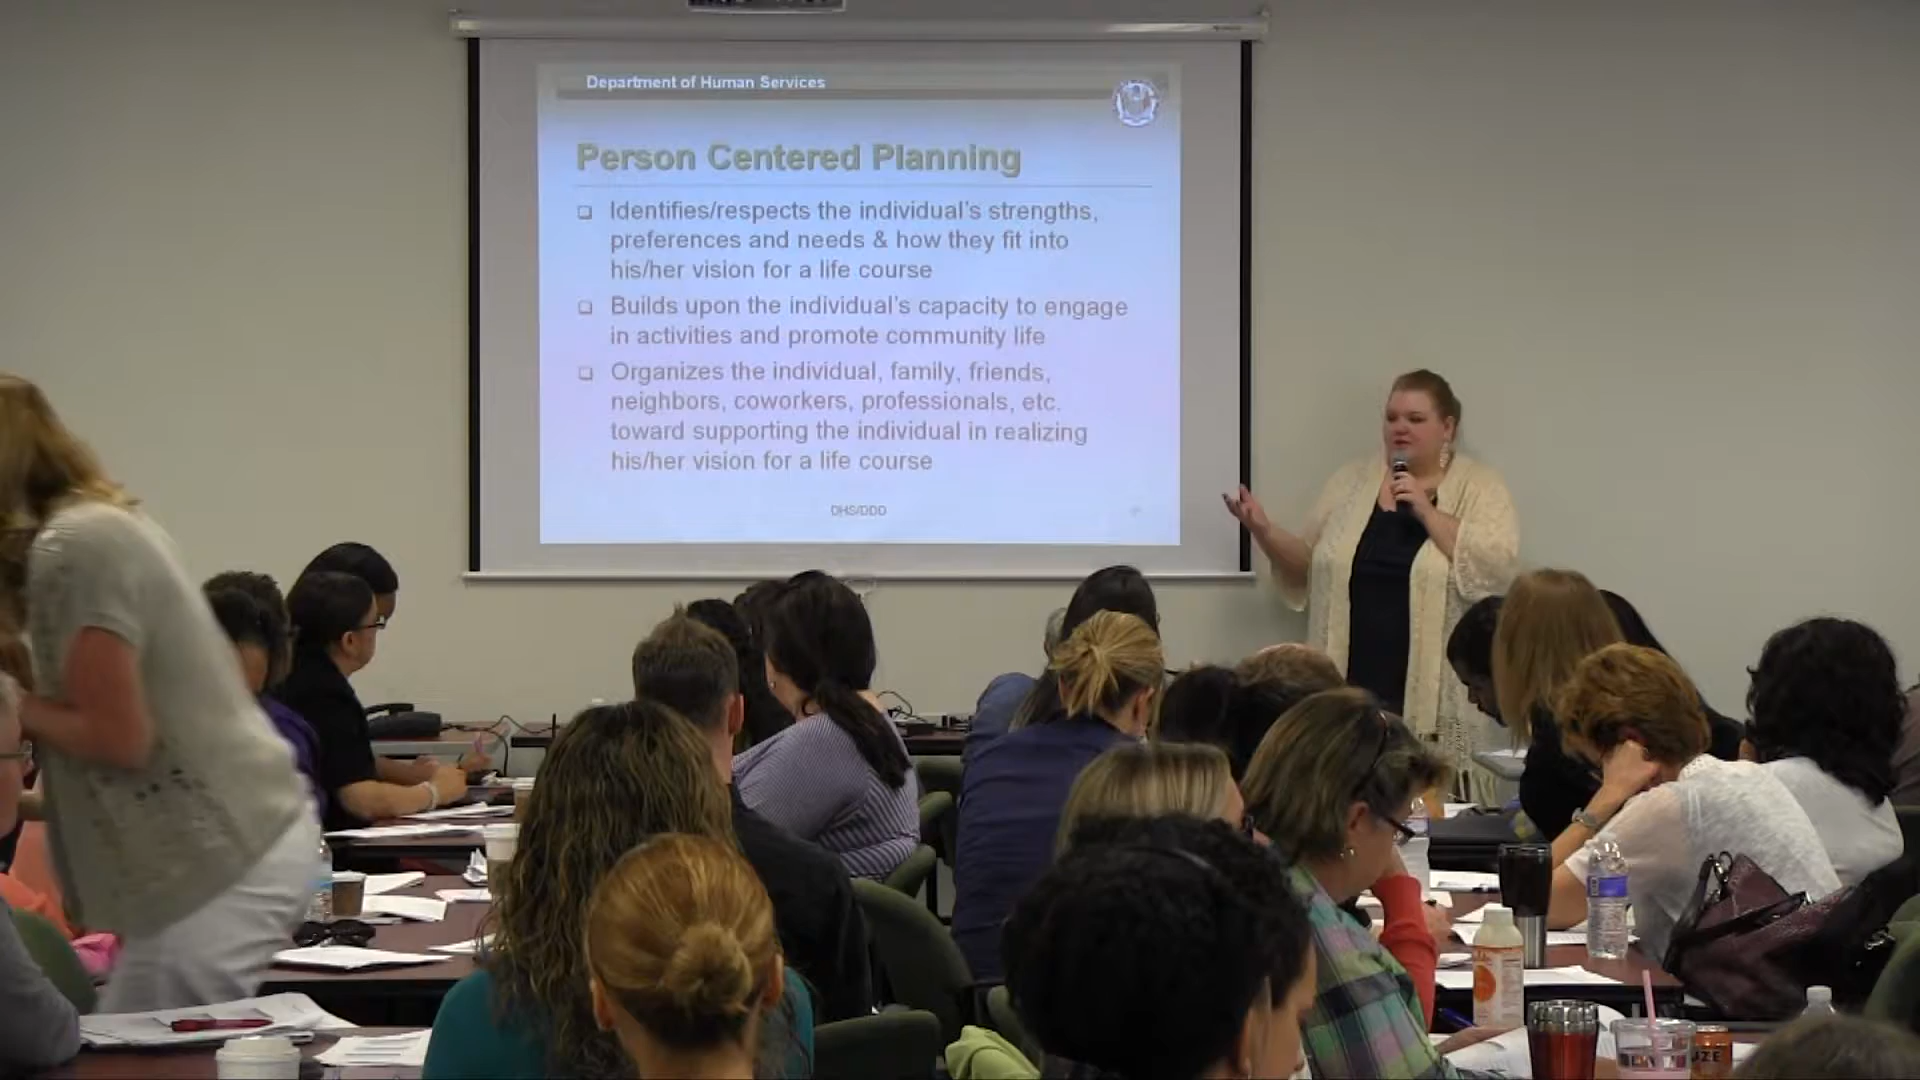 Department of Human Services
Person Centered Planning
Identifies/respects the individual's strengths,
preferences and needs & how they fit into
his/her vision for a life course
Builds upon the individual's capacity to engage
in activities and promote community life
Organizes the individual, family, friends,
neighbors, coworkers, professionals, etc.
toward supporting the individual in realizing
his/her vision for a life course
DHS/DDD